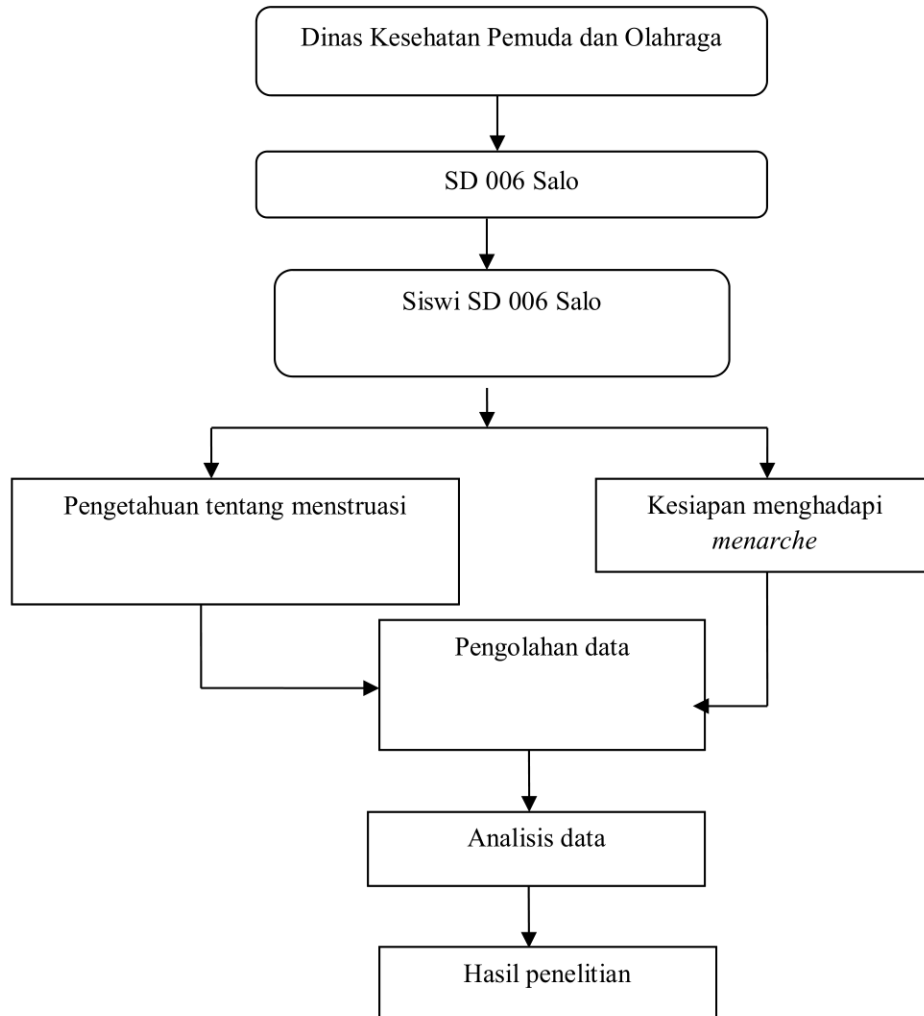 Dinas Kesehatan Pemuda dan Olahraga
SD 006 Salo
Siswi SD 006 Salo
Pengetahuan tentang menstruasi
Kesiapan menghadapi
menarche
Pengolahan data
Analisis data
Hasil penelitian